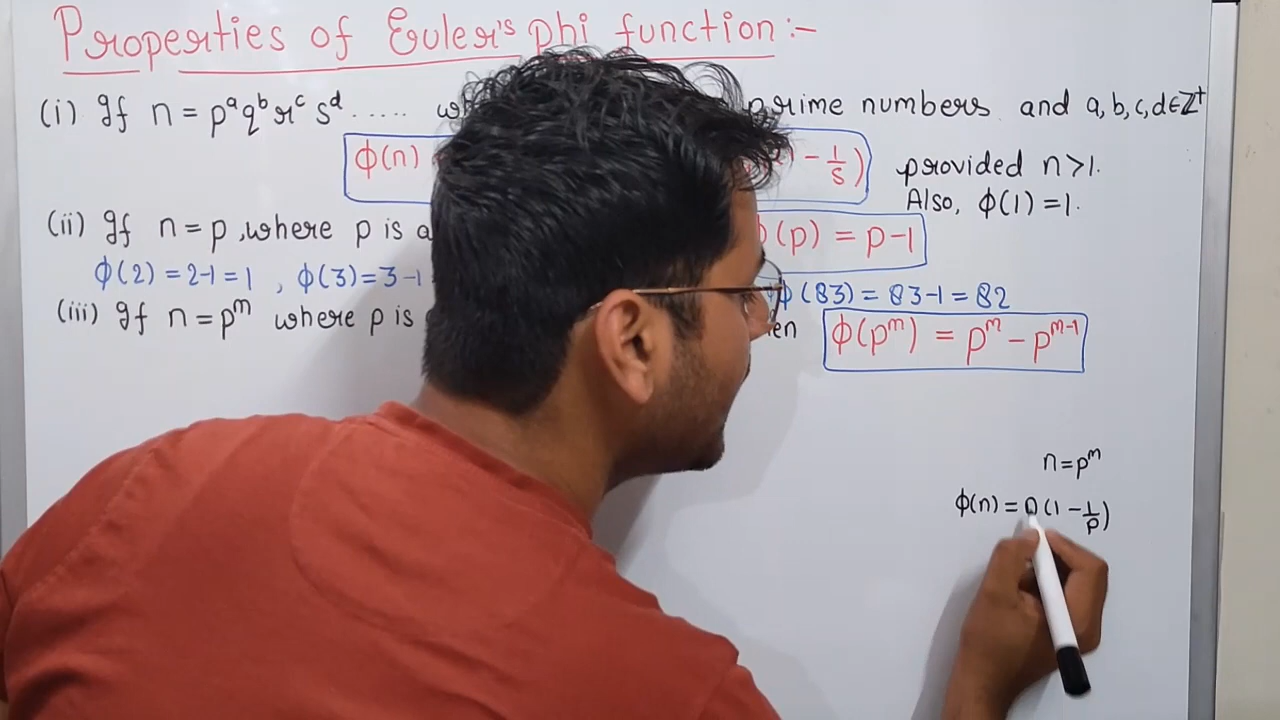 Properties of Euler's phi function :-
(i) If n = p^a q^b r^c s^d ..... prime numbers and a, b, c, d ∈ Z^+
ϕ(n) - 1/s) provided n > 1.
Also, ϕ(1) = 1.
(ii) If n = p, where p is a ϕ(p) = p-1
ϕ(2) = 2-1 = 1 , ϕ(3) = 3-1 ϕ(83) = 83-1 = 82
(iii) If n = p^m where p is ϕ(p^m) = p^m - p^{m-1}
n = p^m
ϕ(n) = n(1 - 1/p)